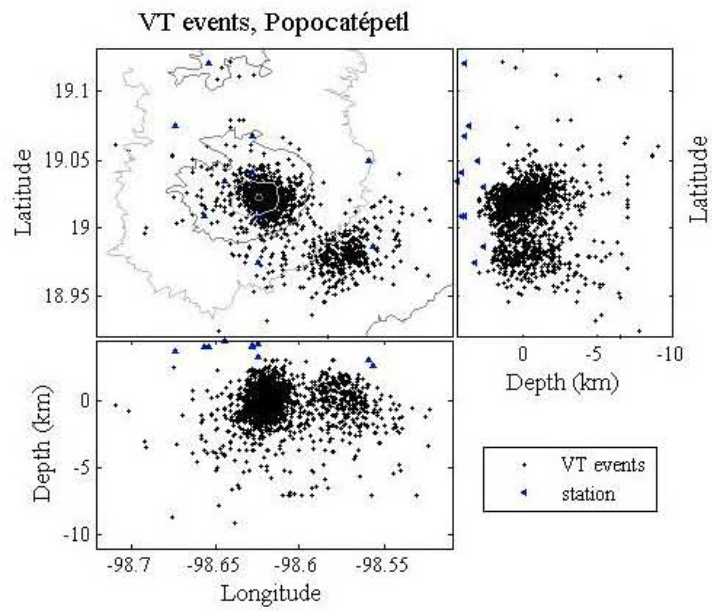 VT events, Popocatépetl
19.1
19.05
19
18.95
Latitude
Latitude
0
-5
-10
Depth (km)
0
-5
-10
Depth (km)
-98.7
-98.65
-98.6
-98.55
Longitude
VT events
station